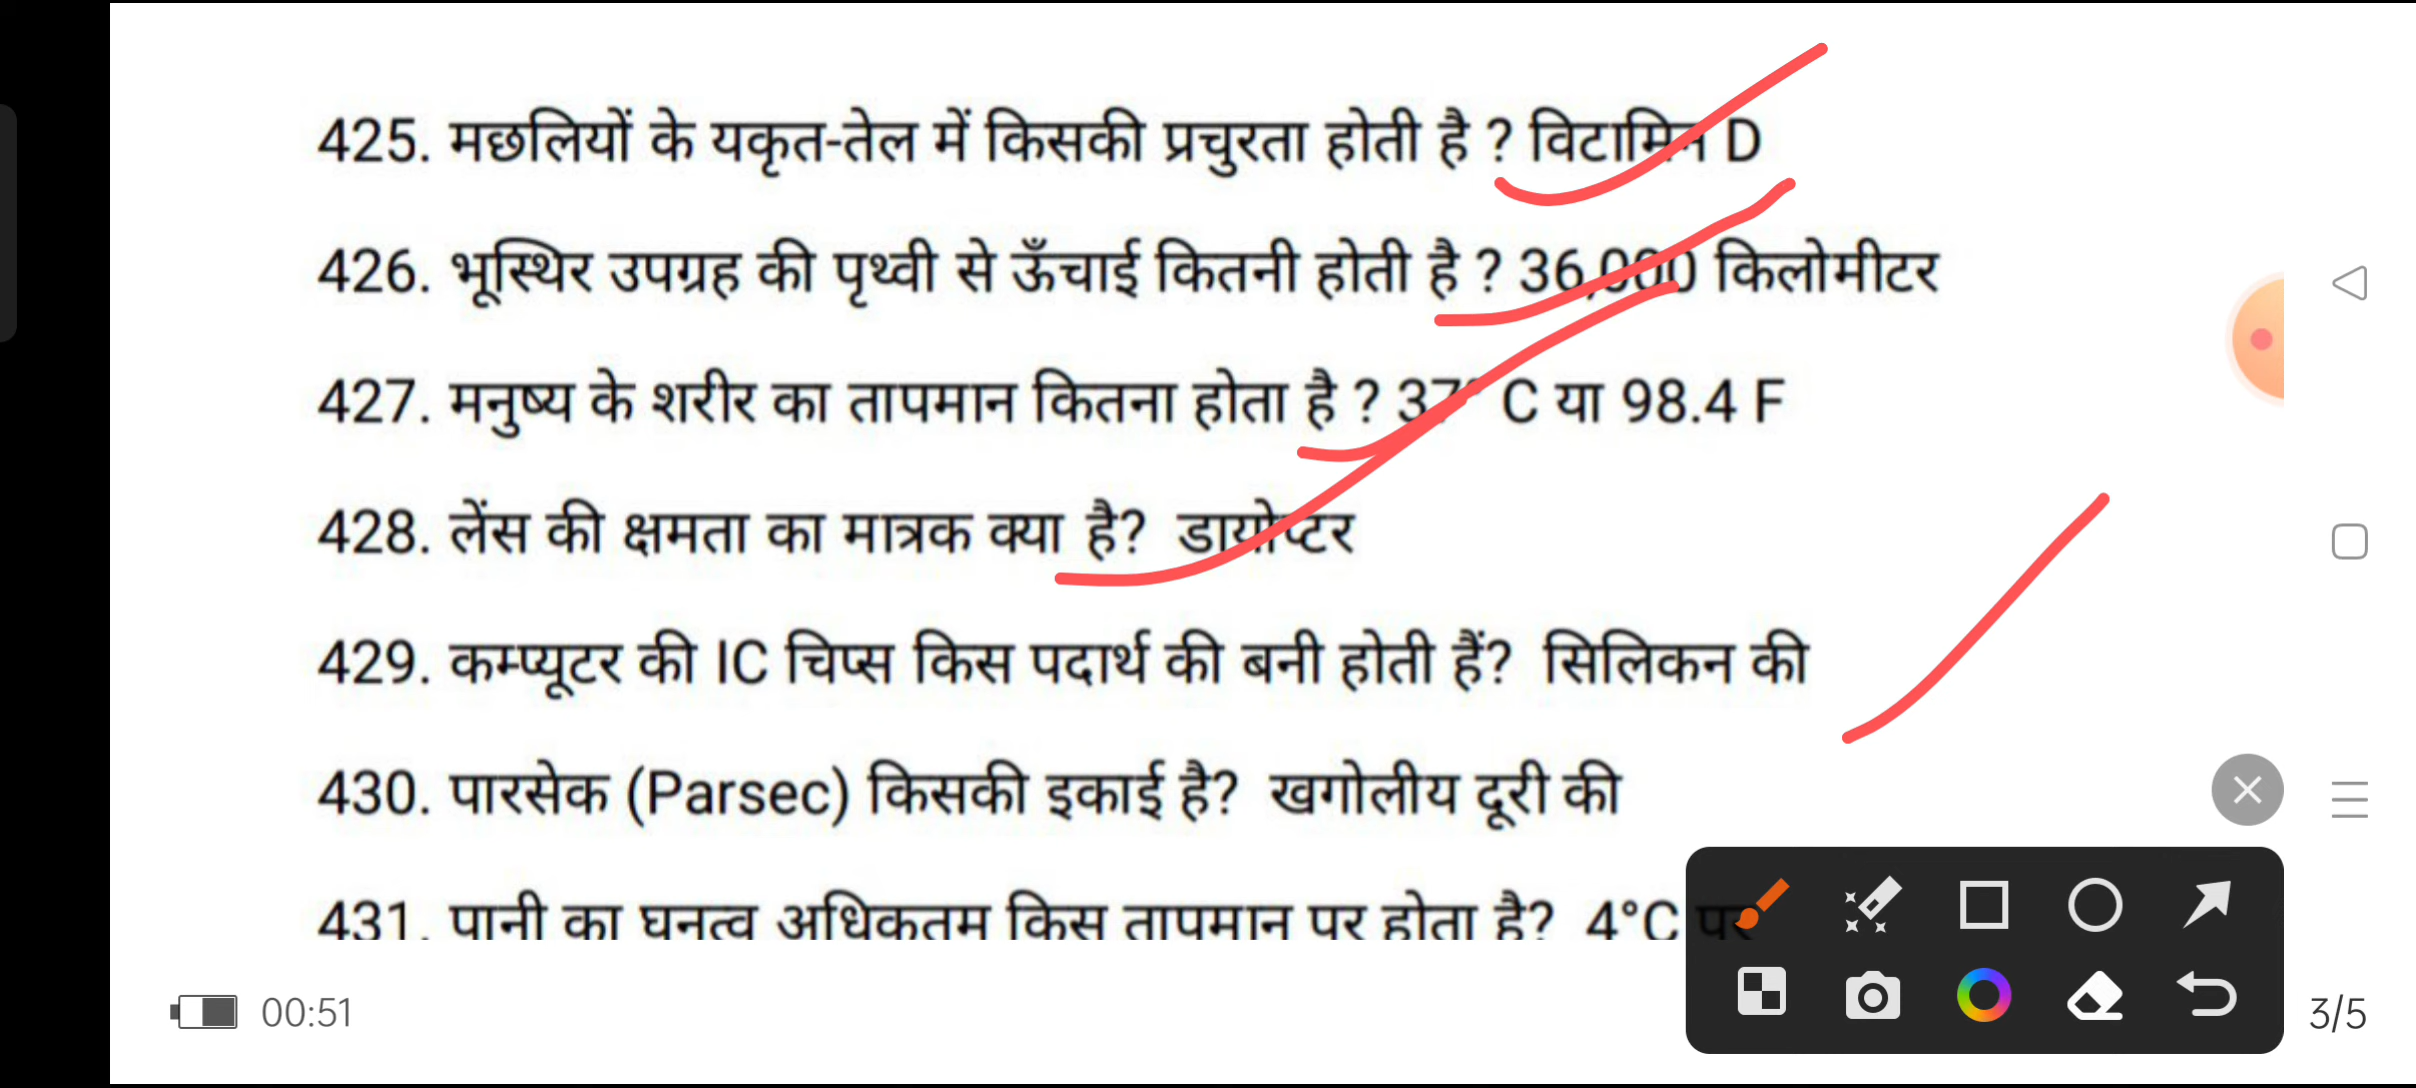 425. मछलियों के यकृत-तेल में किसकी प्रचुरता होती है ? विटामिन D
426. भूस्थिर उपग्रह की पृथ्वी से ऊँचाई कितनी होती है ? 36,000 किलोमीटर
427. मनुष्य के शरीर का तापमान कितना होता है ? 37° C या 98.4 F
428. लेंस की क्षमता का मात्रक क्या है? डायोप्टर
429. कम्प्यूटर की IC चिप्स किस पदार्थ की बनी होती हैं? सिलिकन की
430. पारसेक (Parsec) किसकी इकाई है? खगोलीय दूरी की
431. पानी का घनत्व अधिकतम किस तापमान पर होता है? 4°C पर
00:51
3/5